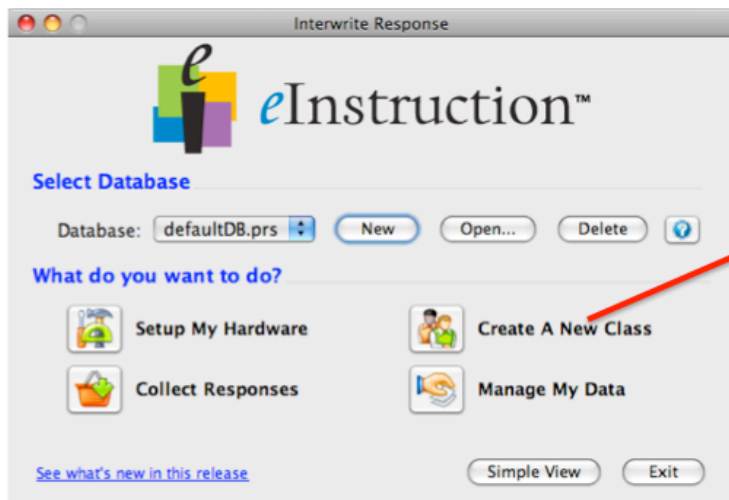 Interwrite Response
eInstruction™
Select Database
Database: defaultDB.prs New Open... Delete ?
What do you want to do?
Setup My Hardware Create A New Class
Collect Responses Manage My Data
See what's new in this release Simple View Exit